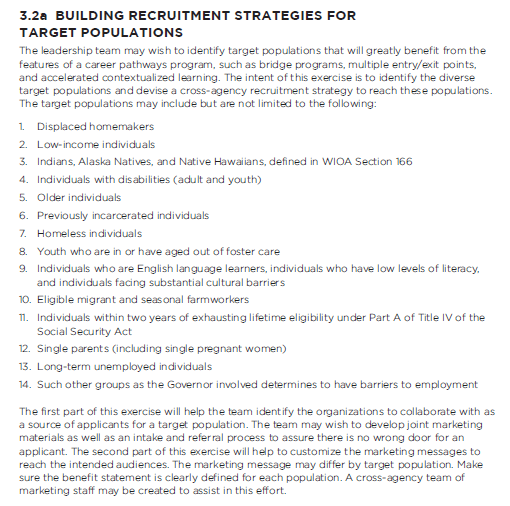 3.2a BUILDING RECRUITMENT STRATEGIES FOR
TARGET POPULATIONS
The leadership team may wish to identify target populations that will greatly benefit from the
features of a career pathways program, such as bridge programs, multiple entry/exit points,
and accelerated contextualized learning. The intent of this exercise is to identify the diverse
target populations and devise a cross-agency recruitment strategy to reach these populations.
The target populations may include but are not limited to the following:
1. Displaced homemakers
2. Low-income individuals
3. Indians, Alaska Natives, and Native Hawaiians, defined in WIOA Section 166
4. Individuals with disabilities (adult and youth)
5. Older individuals
6. Previously incarcerated individuals
7. Homeless individuals
8. Youth who are in or have aged out of foster care
9. Individuals who are English language learners, individuals who have low levels of literacy,
and individuals facing substantial cultural barriers
10. Eligible migrant and seasonal farmworkers
11. Individuals within two years of exhausting lifetime eligibility under Part A of Title IV of the
Social Security Act
12. Single parents (including single pregnant women)
13. Long-term unemployed individuals
14. Such other groups as the Governor involved determines to have barriers to employment
The first part of this exercise will help the team identify the organizations to collaborate with as
a source of applicants for a target population. The team may wish to develop joint marketing
materials as well as an intake and referral process to assure there is no wrong door for an
applicant. The second part of this exercise will help to customize the marketing messages to
reach the intended audiences. The marketing message may differ by target population. Make
sure the benefit statement is clearly defined for each population. A cross-agency team of
marketing staff may be created to assist in this effort.